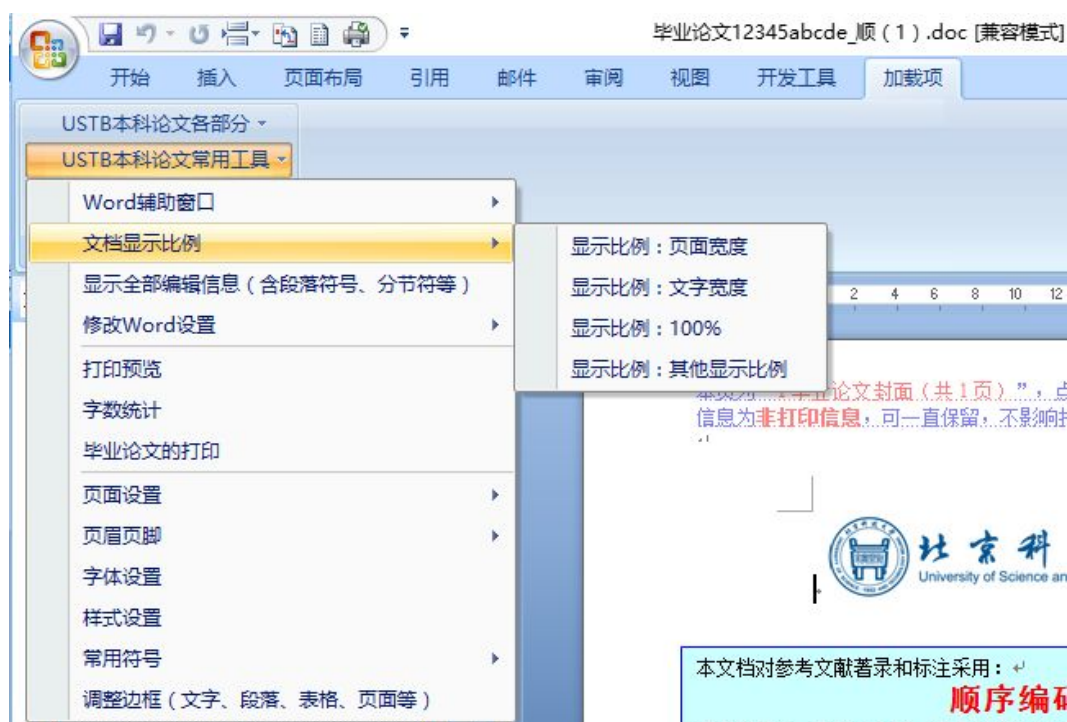 毕业论文12345abcde_顺（1）.doc [兼容模式]
开始 插入 页面布局 引用 邮件 审阅 视图 开发工具 加载项
USTB本科论文各部分
USTB本科论文常用工具
Word辅助窗口
文档显示比例
显示全部编辑信息（含段落符号、分节符等）
修改Word设置
打印预览
字数统计
毕业论文的打印
页面设置
页眉页脚
字体设置
样式设置
常用符号
调整边框（文字、段落、表格、页面等）
显示比例：页面宽度
显示比例：文字宽度
显示比例：100%
显示比例：其他显示比例
2 4 6 8 10 12
论文封面（共1页）”，点
信息为非打印信息，可一直保留，不影响
北京科
University of Science an
本文档对参考文献著录和标注采用：
顺序编